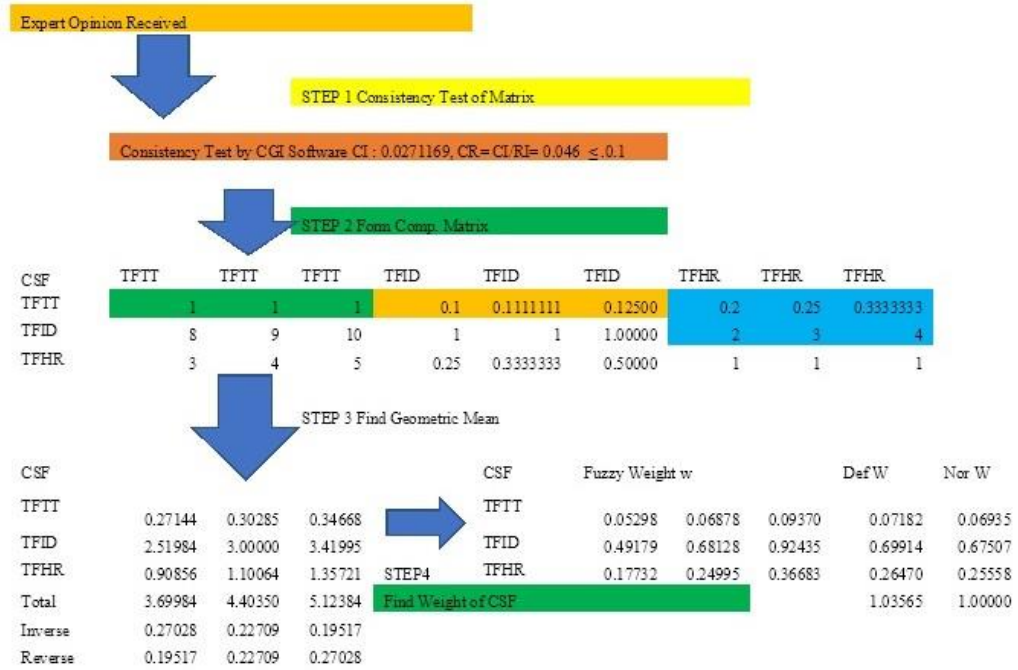 Expert Opinion Received
STEP 1 Consistency Test of Matrix
Consistency Test by CGI Software CI : 0.0271169, CR= CI/RI= 0.046 ≤ .0.1
STEP 2 Form Comp. Matrix
CSF TFTT TFTT TFTT TFID TFID TFID TFHR TFHR TFHR
TFTT 1 1 1 0.1 0.1111111 0.12500 0.2 0.25 0.3333333
TFID 8 9 10 1 1 1.00000 2 3 4
TFHR 3 4 5 0.25 0.3333333 0.50000 1 1 1
STEP 3 Find Geometric Mean
CSF CSF Fuzzy Weight w Def W Nor W
TFTT 0.27144 0.30285 0.34668 TFTT 0.05298 0.06878 0.09370 0.07182 0.06935
TFID 2.51984 3.00000 3.41995 TFID 0.49179 0.68128 0.92435 0.69914 0.67507
TFHR 0.90856 1.10064 1.35721 STEP4 TFHR 0.17732 0.24995 0.36683 0.26470 0.25558
Total 3.69984 4.40350 5.12384 Find Weight of CSF 1.03565 1.00000
Inverse 0.27028 0.22709 0.19517
Reverse 0.19517 0.22709 0.27028